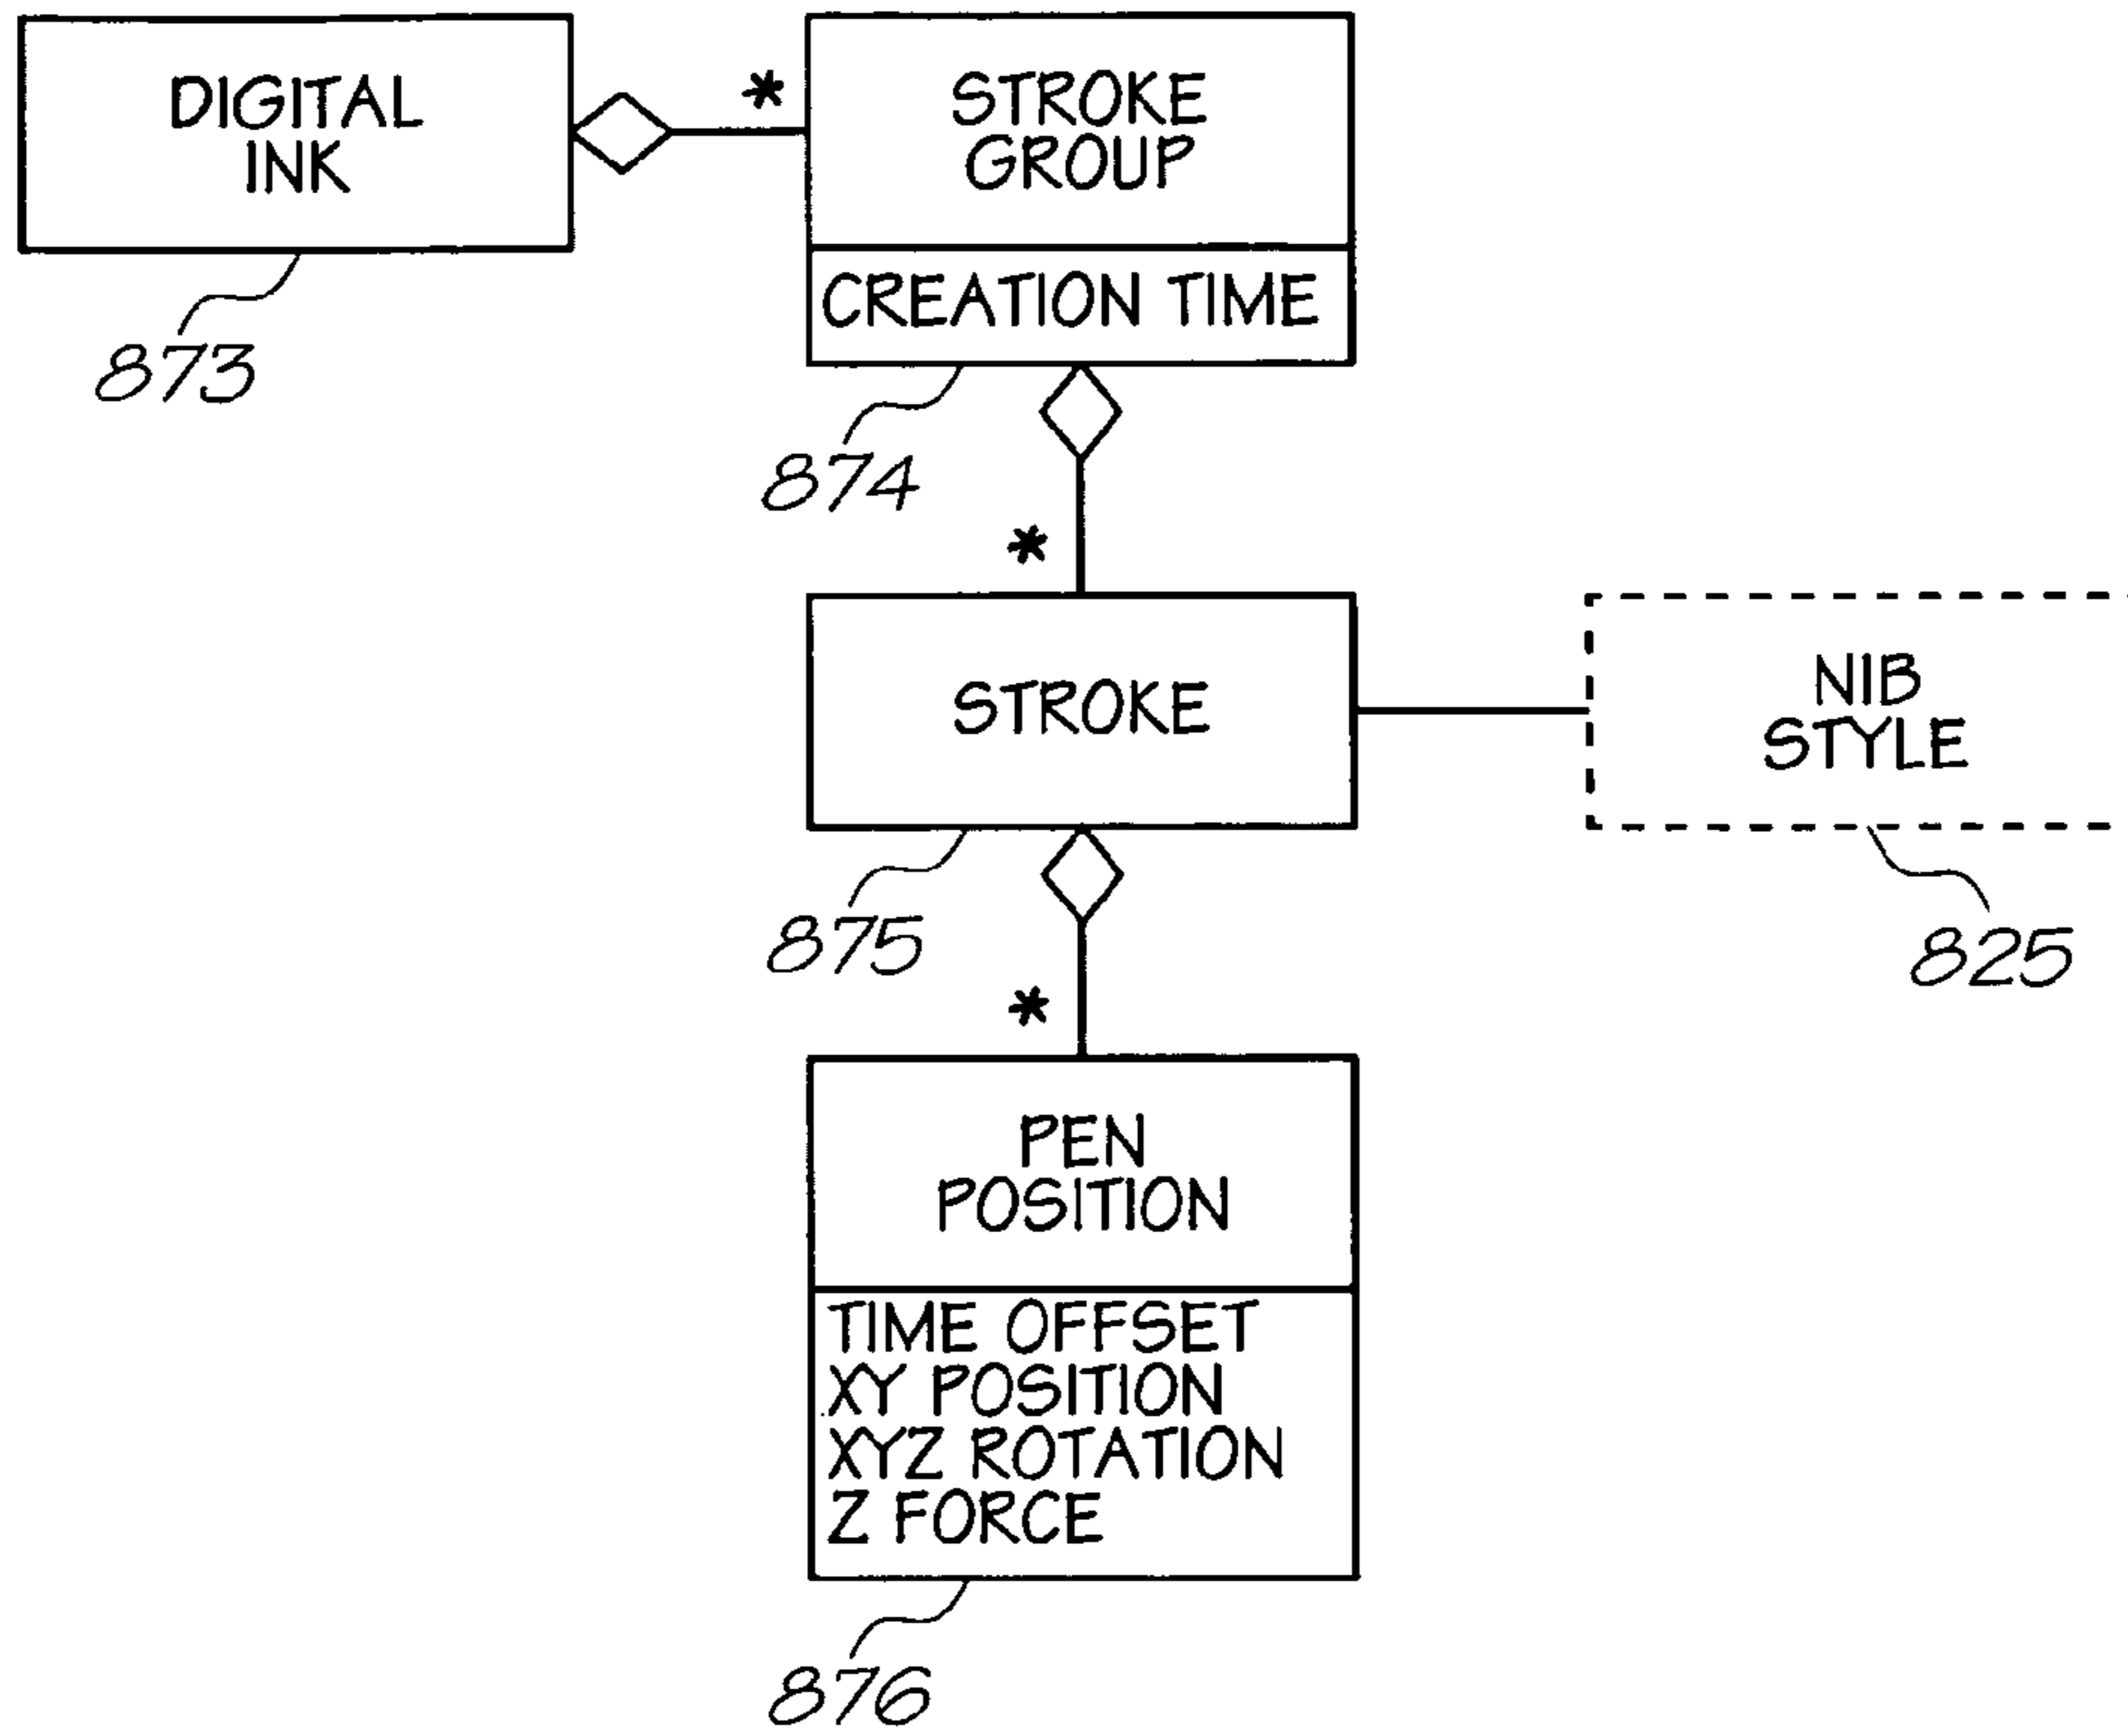 DIGITAL
INK
873
*
STROKE
GROUP
CREATION TIME
874
*
STROKE
875
NIB
STYLE
825
*
PEN
POSITION
TIME OFFSET
XY POSITION
XYZ ROTATION
Z FORCE
876